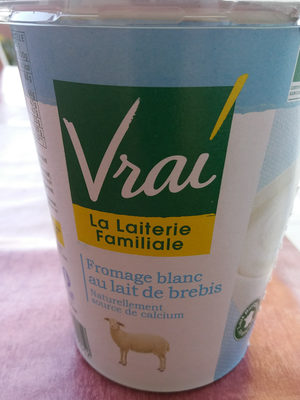 Vrai
La Laiterie
Familiale
Fromage blanc
au lait de brebis
Naturellement
source de calcium